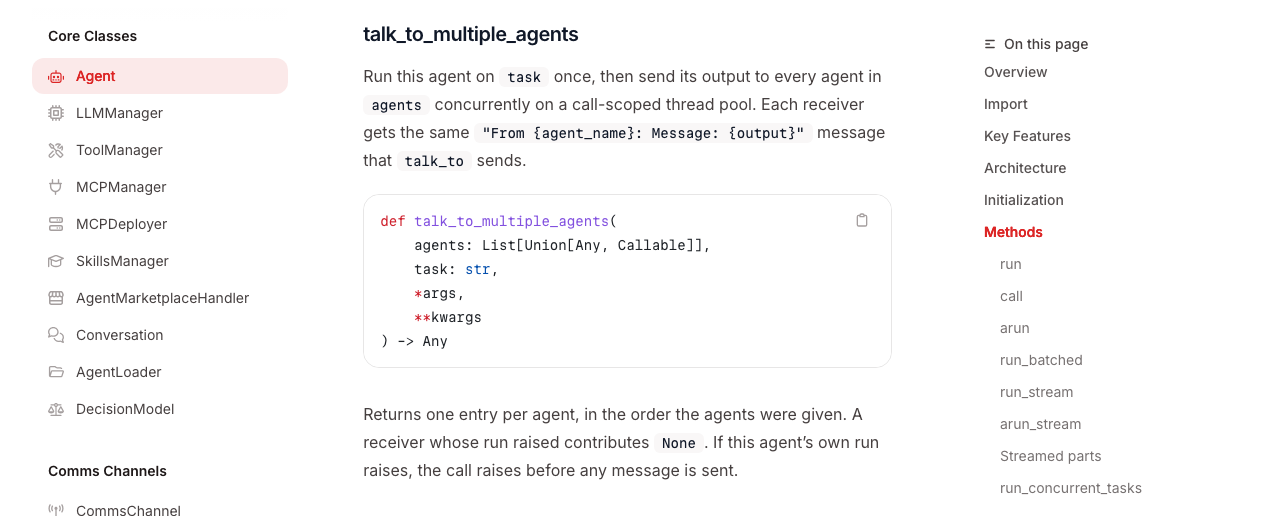 Core Classes
Agent
LLMManager
ToolManager
MCPManager
MCPDeployer
SkillsManager
AgentMarketplaceHandler
Conversation
AgentLoader
DecisionModel
Comms Channels
CommsChannel
talk_to_multiple_agents
Run this agent on task once, then send its output to every agent in
agents concurrently on a call-scoped thread pool. Each receiver
gets the same "From {agent_name}: Message: {output}" message
that talk_to sends.
def talk_to_multiple_agents(
    agents: List[Union[Any, Callable]],
    task: str,
    *args,
    **kwargs
) -> Any
Returns one entry per agent, in the order the agents were given. A
receiver whose run raised contributes None. If this agent’s own run
raises, the call raises before any message is sent.
On this page
Overview
Import
Key Features
Architecture
Initialization
Methods
run
call
arun
run_batched
run_stream
arun_stream
Streamed parts
run_concurrent_tasks